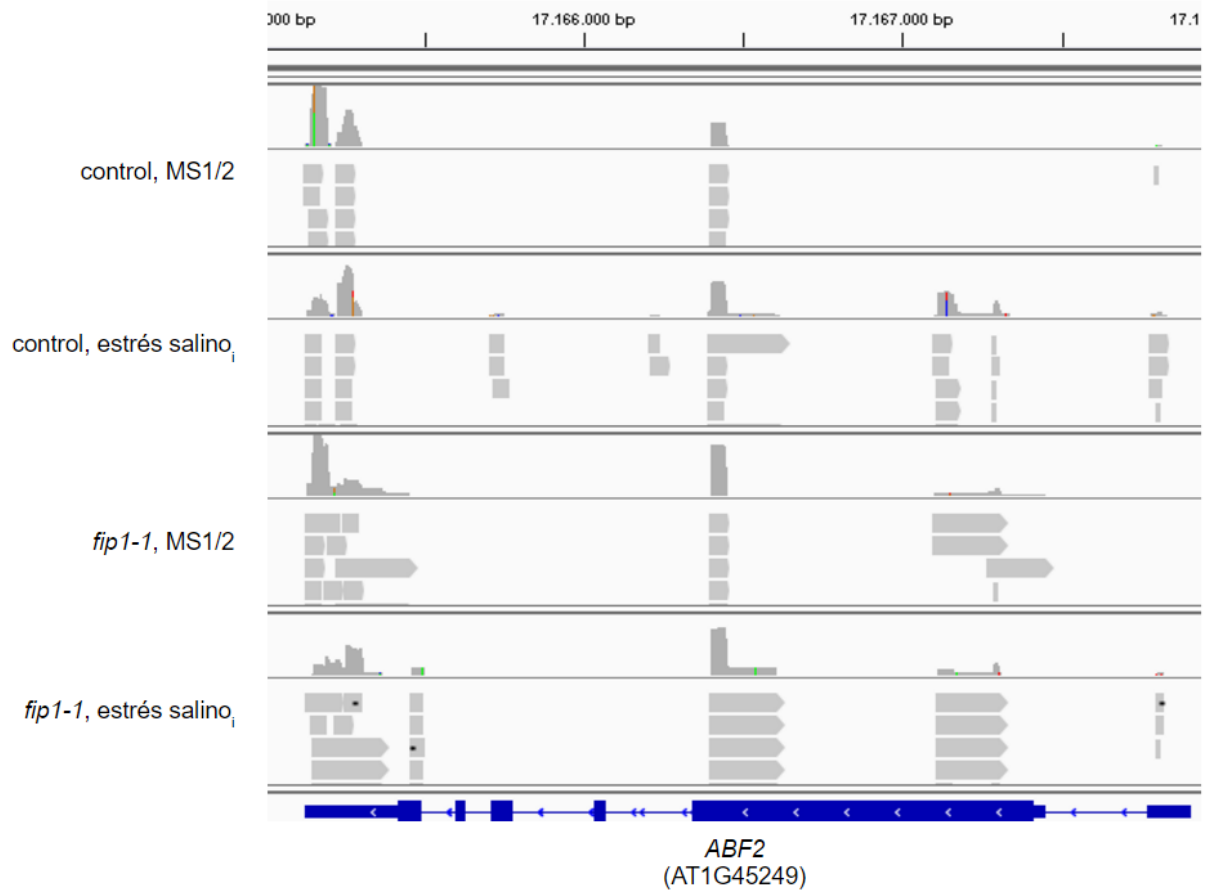 000 bp 17.166.000 bp 17.167.000 bp 17.1
control, MS1/2
control, estrés salino¡
fip1-1, MS1/2
fip1-1, estrés salino¡
ABF2
(AT1G45249)